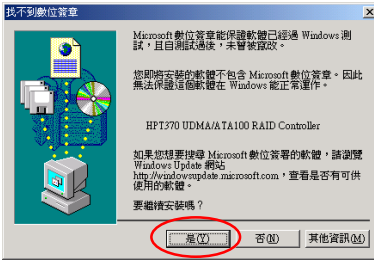 找不到數位簽章
Microsoft 數位簽章能保證軟體已經過 Windows 測
試，且自測試過後，未曾被竄改。
您即將安裝的軟體不包含 Microsoft 數位簽章。因此
無法保證這個軟體在 Windows 能正常運作。
HPT370 UDMA/ATA100 RAID Controller
如果您想要搜尋 Microsoft 數位簽署的軟體，請瀏覽
Windows Update 網站
http://windowsupdate.microsoft.com，查看是否有可供
使用的軟體。
要繼續安裝嗎？
是(Y) 否(N) 其他資訊(M)